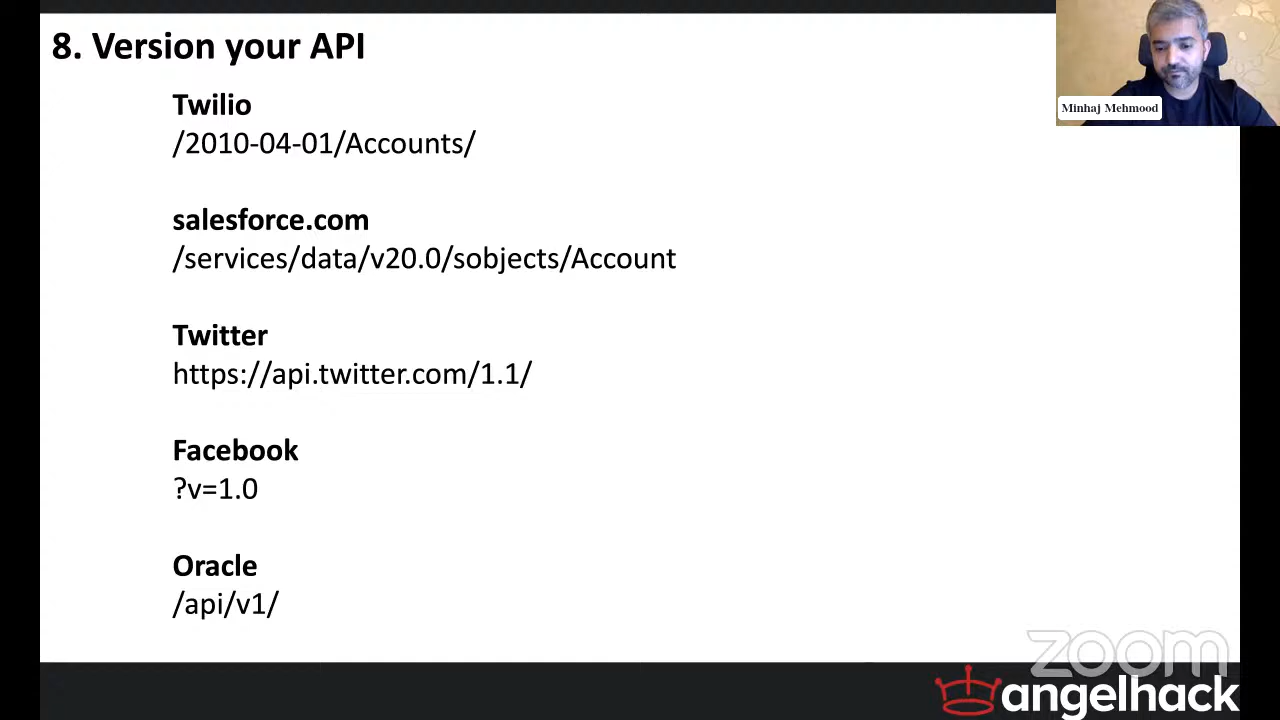 8. Version your API
Minhaj Mehmood
Twilio
/2010-04-01/Accounts/
salesforce.com
/services/data/v20.0/sobjects/Account
Twitter
https://api.twitter.com/1.1/
Facebook
?v=1.0
Oracle
/api/v1/
zoom
angelhack